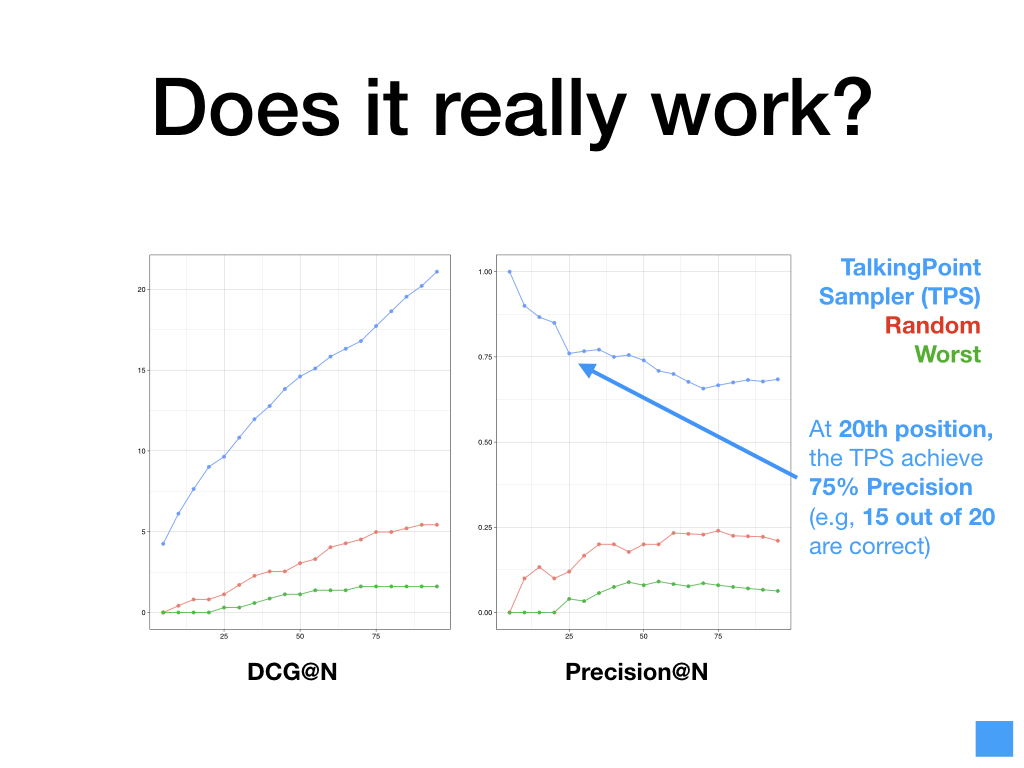 Does it really work?
20
15
10
5
0
25 50 75
DCG@N
1.00
0.75
0.50
0.25
0.00
25 50 75
Precision@N
TalkingPoint
Sampler (TPS)
Random
Worst
At 20th position,
the TPS achieve
75% Precision
(e.g, 15 out of 20
are correct)